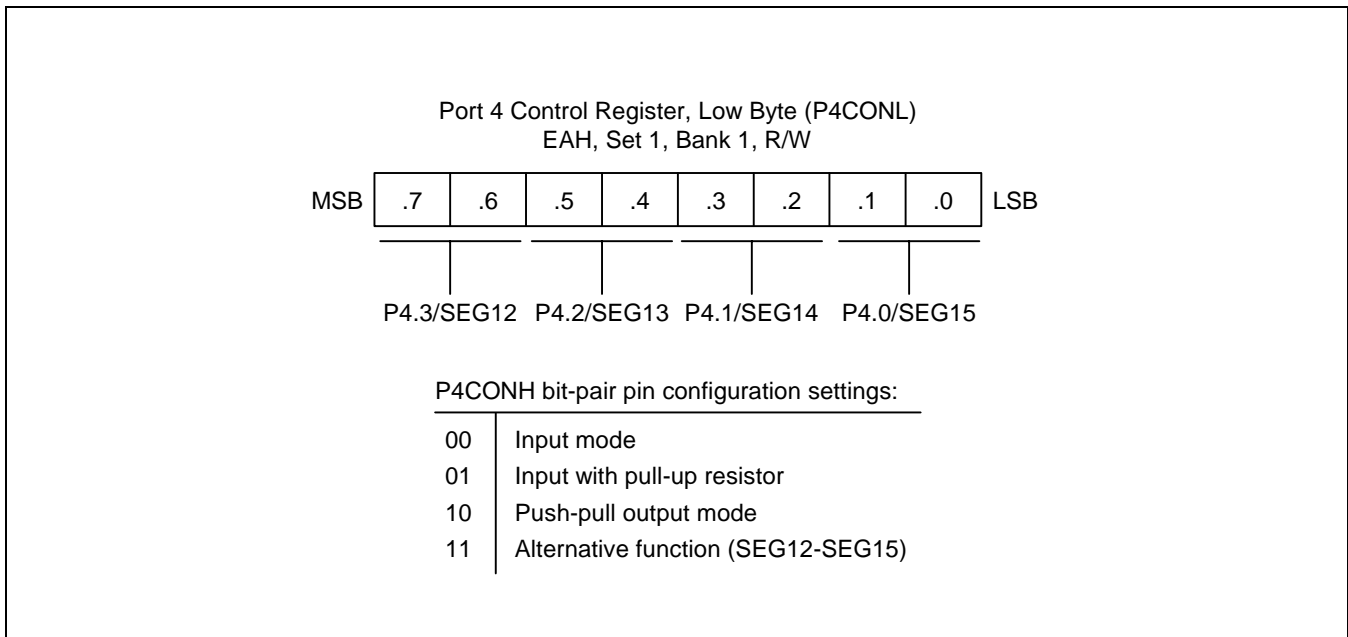 Port 4 Control Register, Low Byte (P4CONL)
EAH, Set 1, Bank 1, R/W
MSB .7 .6 .5 .4 .3 .2 .1 .0 LSB
P4.3/SEG12 P4.2/SEG13 P4.1/SEG14 P4.0/SEG15
P4CONH bit-pair pin configuration settings:
00 Input mode
01 Input with pull-up resistor
10 Push-pull output mode
11 Alternative function (SEG12-SEG15)